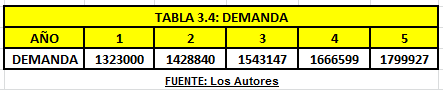 TABLA 3.4: DEMANDA
AÑO 1 2 3 4 5
DEMANDA 1323000 1428840 1543147 1666599 1799927
FUENTE: Los Autores